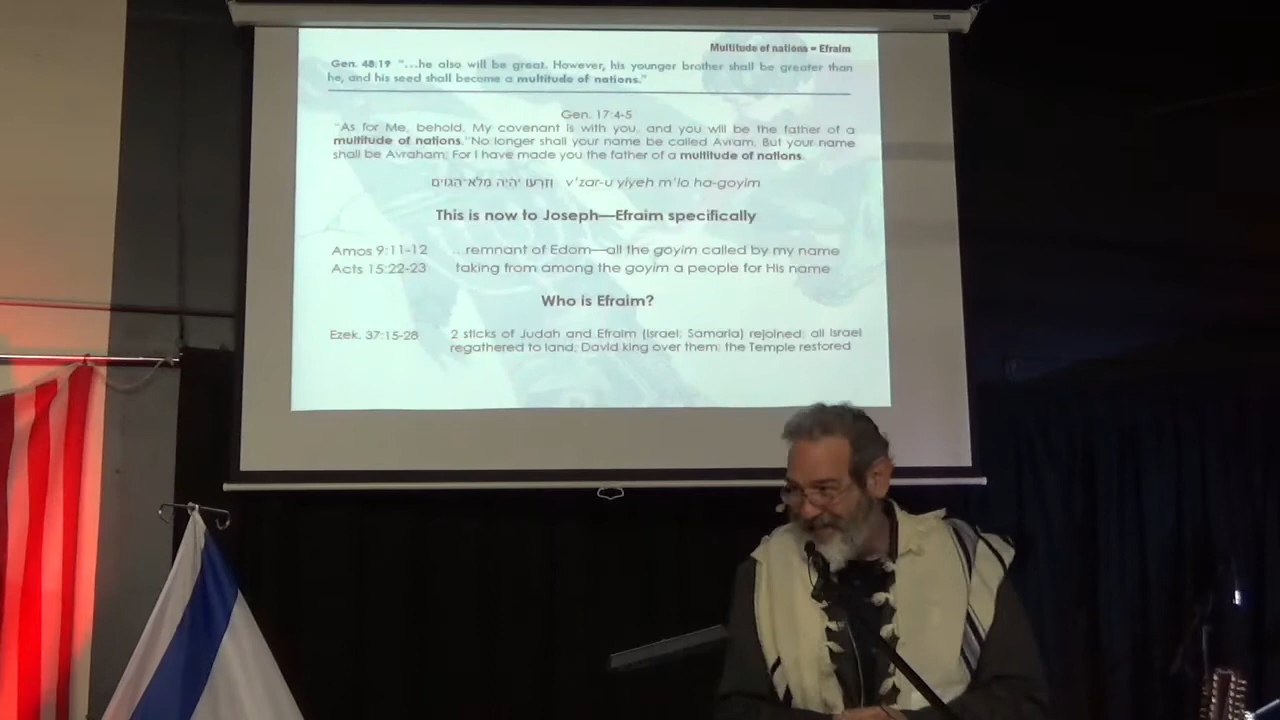 Multitude of nations = Efraim
Gen. 48:19 "...he also will be great. However, his younger brother shall be greater than
he, and his seed shall become a multitude of nations."
Gen. 17:4-5
"As for Me, behold, My covenant is with you, and you will be the father of a
multitude of nations. "No longer shall your name be called Avram, But your name
shall be Avraham; For I have made you the father of a multitude of nations.
וזרעו יהיה מלא־הגוים v'zar-u yiyeh m'lo ha-goyim
This is now to Joseph—Efraim specifically
Amos 9:11-12 ...remnant of Edom—all the goyim called by my name
Acts 15:22-23 taking from among the goyim a people for His name
Who is Efraim?
Ezek. 37:15-28 2 sticks of Judah and Efraim (Israel; Samaria) rejoined; all Israel
regathered to land; David king over them; the Temple restored